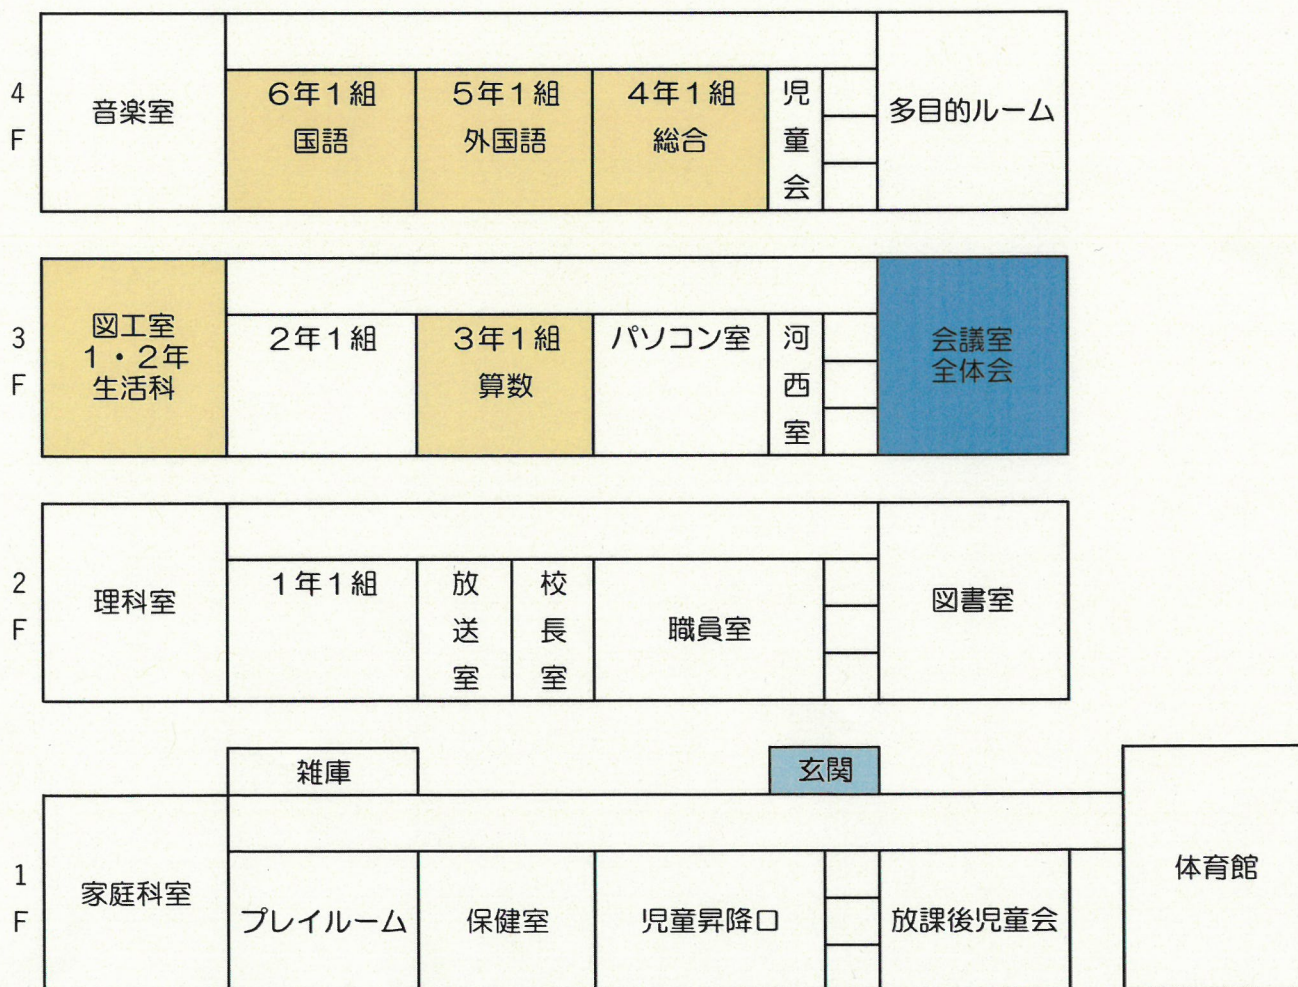 4F
音楽室
6年1組
国語
5年1組
外国語
4年1組
総合
児童会
多目的ルーム
3F
図工室
1・2年
生活科
2年1組
3年1組
算数
パソコン室
河西室
会議室
全体会
2F
理科室
1年1組
放送室
校長室
職員室
図書室
雑庫
玄関
1F
家庭科室
プレイルーム
保健室
児童昇降口
放課後児童会
体育館